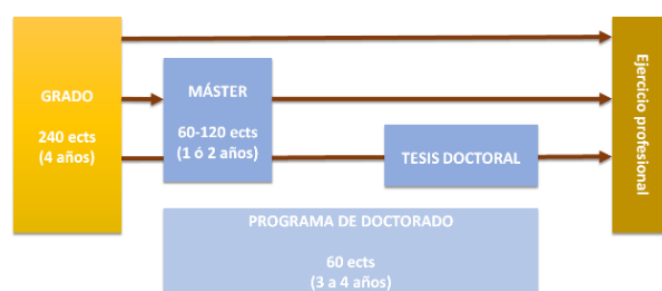 GRADO
240 ects
(4 años)
MÁSTER
60-120 ects
(1 ó 2 años)
TESIS DOCTORAL
PROGRAMA DE DOCTORADO
60 ects
(3 a 4 años)
Ejercicio profesional